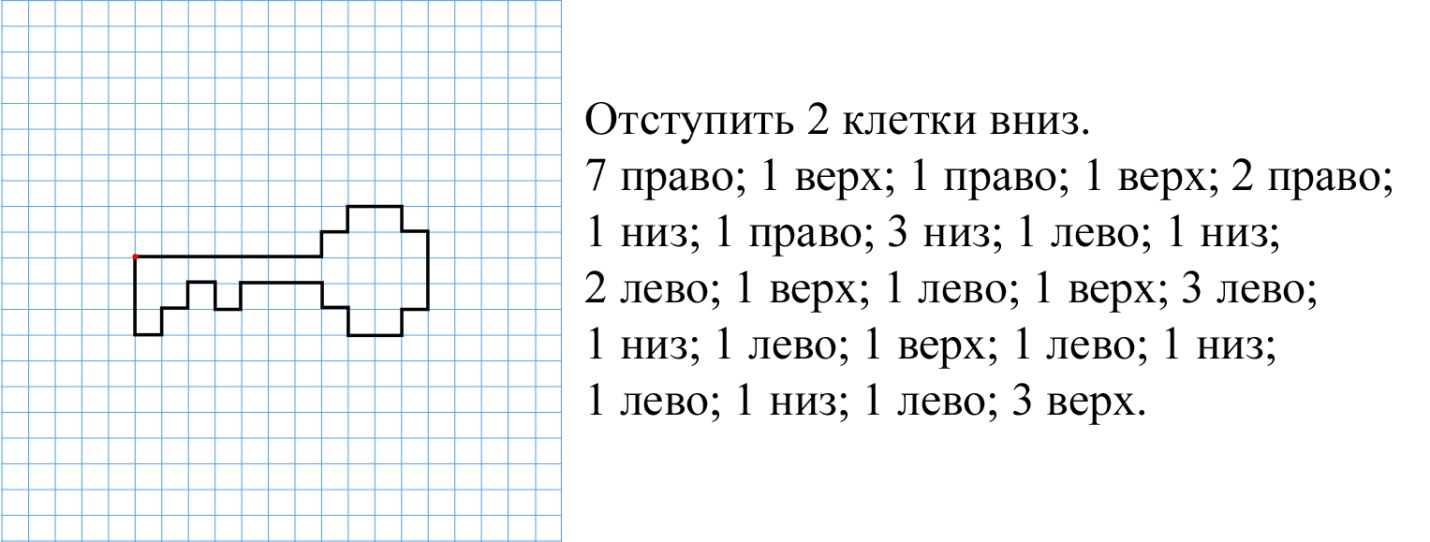 Отступить 2 клетки вниз.
7 право; 1 верх; 1 право; 1 верх; 2 право;
1 низ; 1 право; 3 низ; 1 лево; 1 низ;
2 лево; 1 верх; 1 лево; 1 верх; 3 лево;
1 низ; 1 лево; 1 верх; 1 лево; 1 низ;
1 лево; 1 низ; 1 лево; 3 верх.